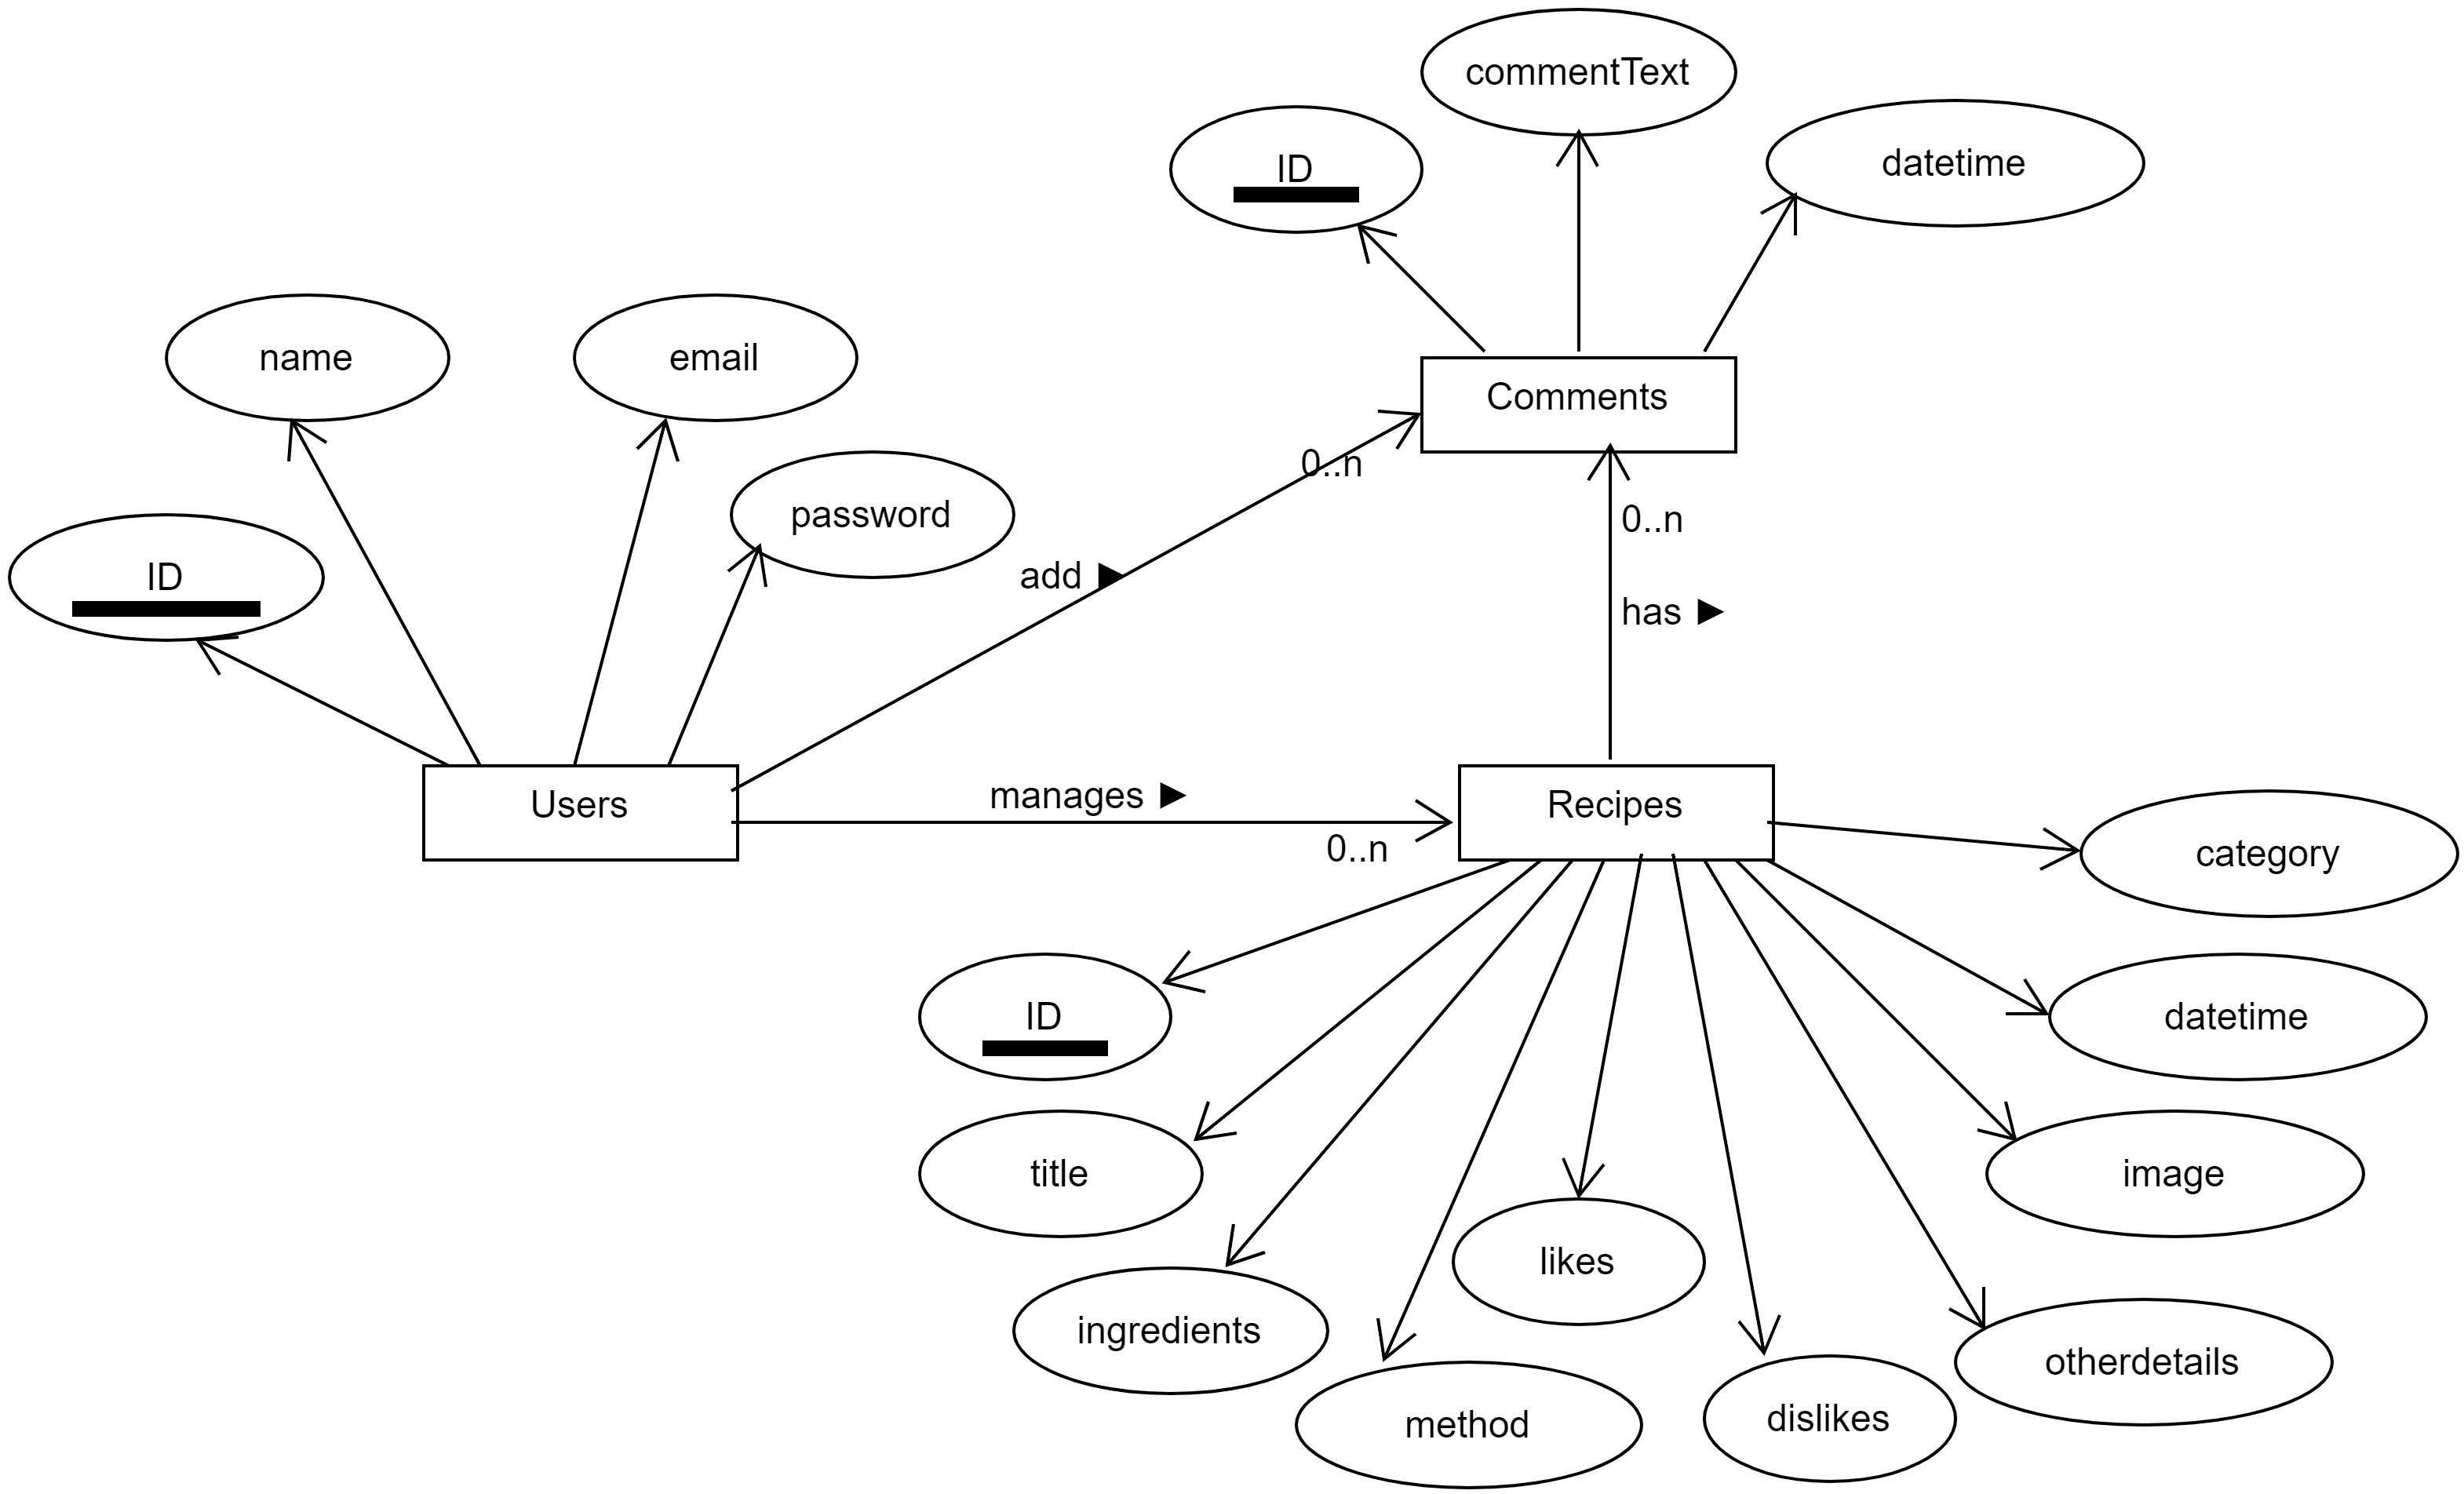 commentText
ID
datetime
name
email
Comments
0..n
password
0..n
ID
add ►
has ►
manages ►
Users
Recipes
0..n
category
ID
datetime
title
image
likes
ingredients
otherdetails
method
dislikes